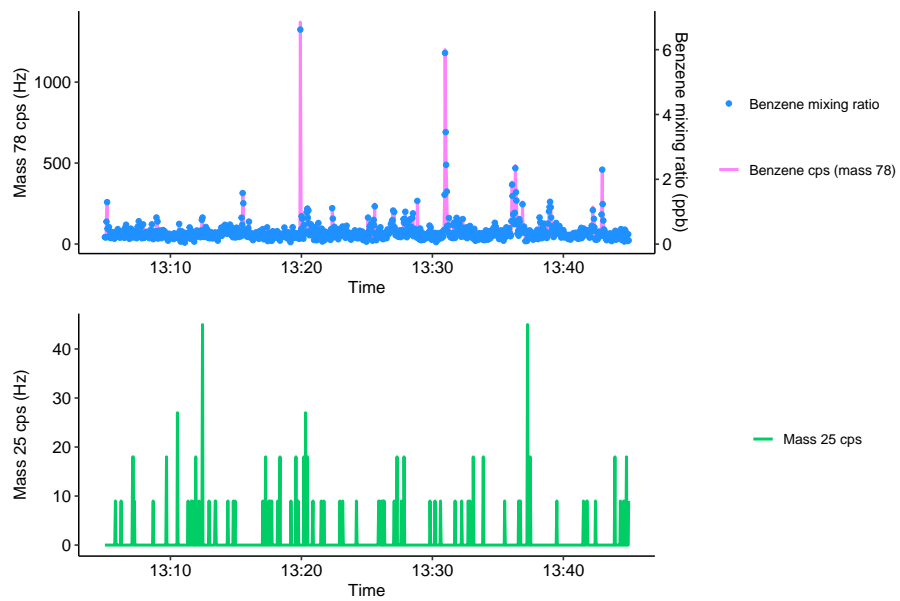 Mass 78 cps (Hz)
1000
500
0
6
4
2
0
Benzene mixing ratio (ppb)
13:10
13:20
13:30
13:40
Time
Benzene mixing ratio
Benzene cps (mass 78)
Mass 25 cps (Hz)
40
30
20
10
0
13:10
13:20
13:30
13:40
Time
Mass 25 cps